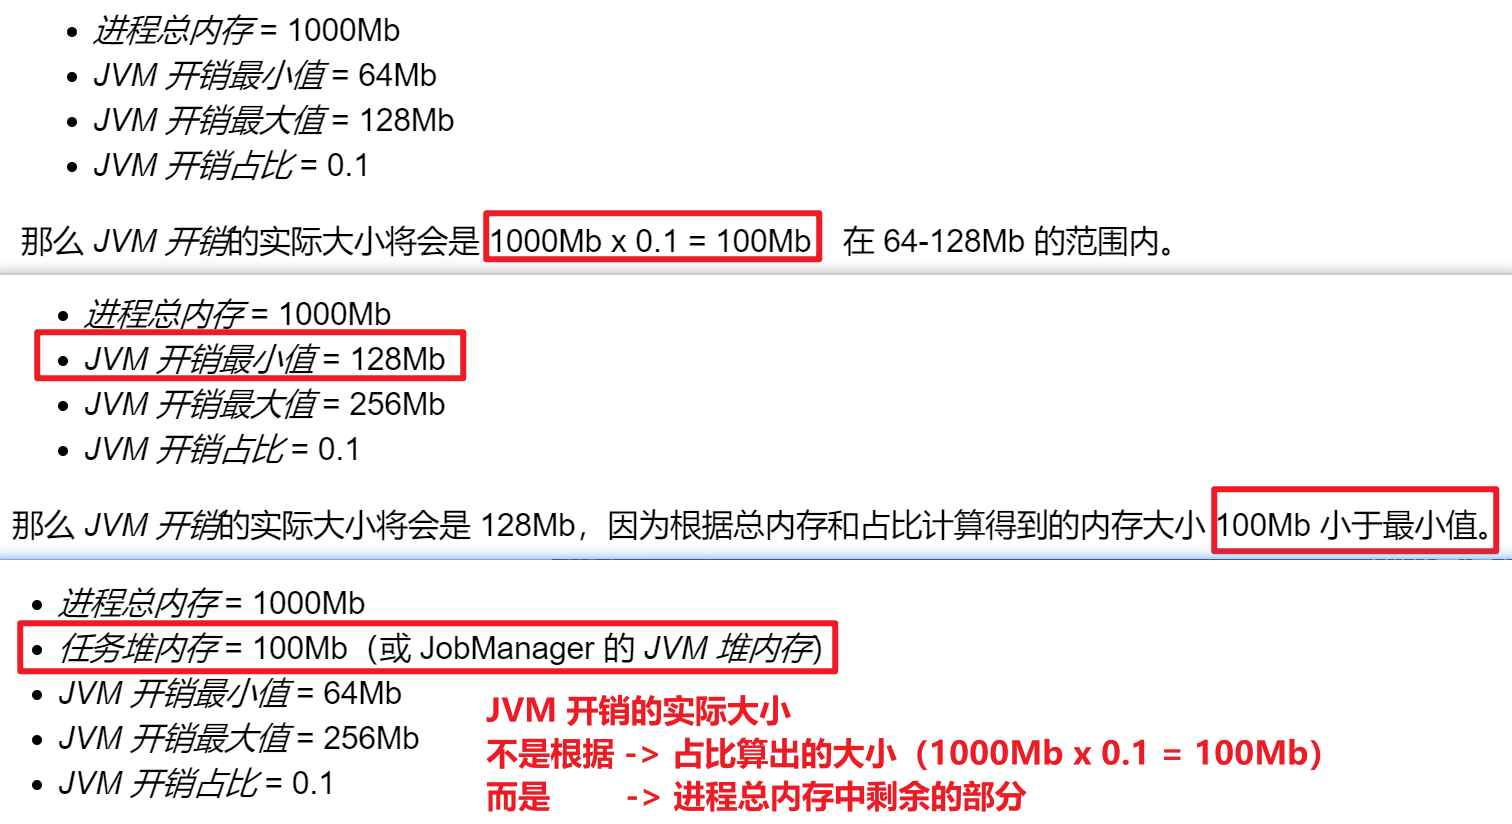 • 进程总内存 = 1000Mb
• JVM 开销最小值 = 64Mb
• JVM 开销最大值 = 128Mb
• JVM 开销占比 = 0.1
那么 JVM 开销的实际大小将会是 1000Mb x 0.1 = 100Mb 在 64-128Mb 的范围内。
• 进程总内存 = 1000Mb
• JVM 开销最小值 = 128Mb
• JVM 开销最大值 = 256Mb
• JVM 开销占比 = 0.1
那么 JVM 开销的实际大小将会是 128Mb，因为根据总内存和占比计算得到的内存大小 100Mb 小于最小值。
• 进程总内存 = 1000Mb
• 任务堆内存 = 100Mb（或 JobManager 的 JVM 堆内存）
• JVM 开销最小值 = 64Mb
• JVM 开销最大值 = 256Mb
• JVM 开销占比 = 0.1
JVM 开销的实际大小
不是根据 -> 占比算出的大小（1000Mb x 0.1 = 100Mb）
而是 -> 进程总内存中剩余的部分